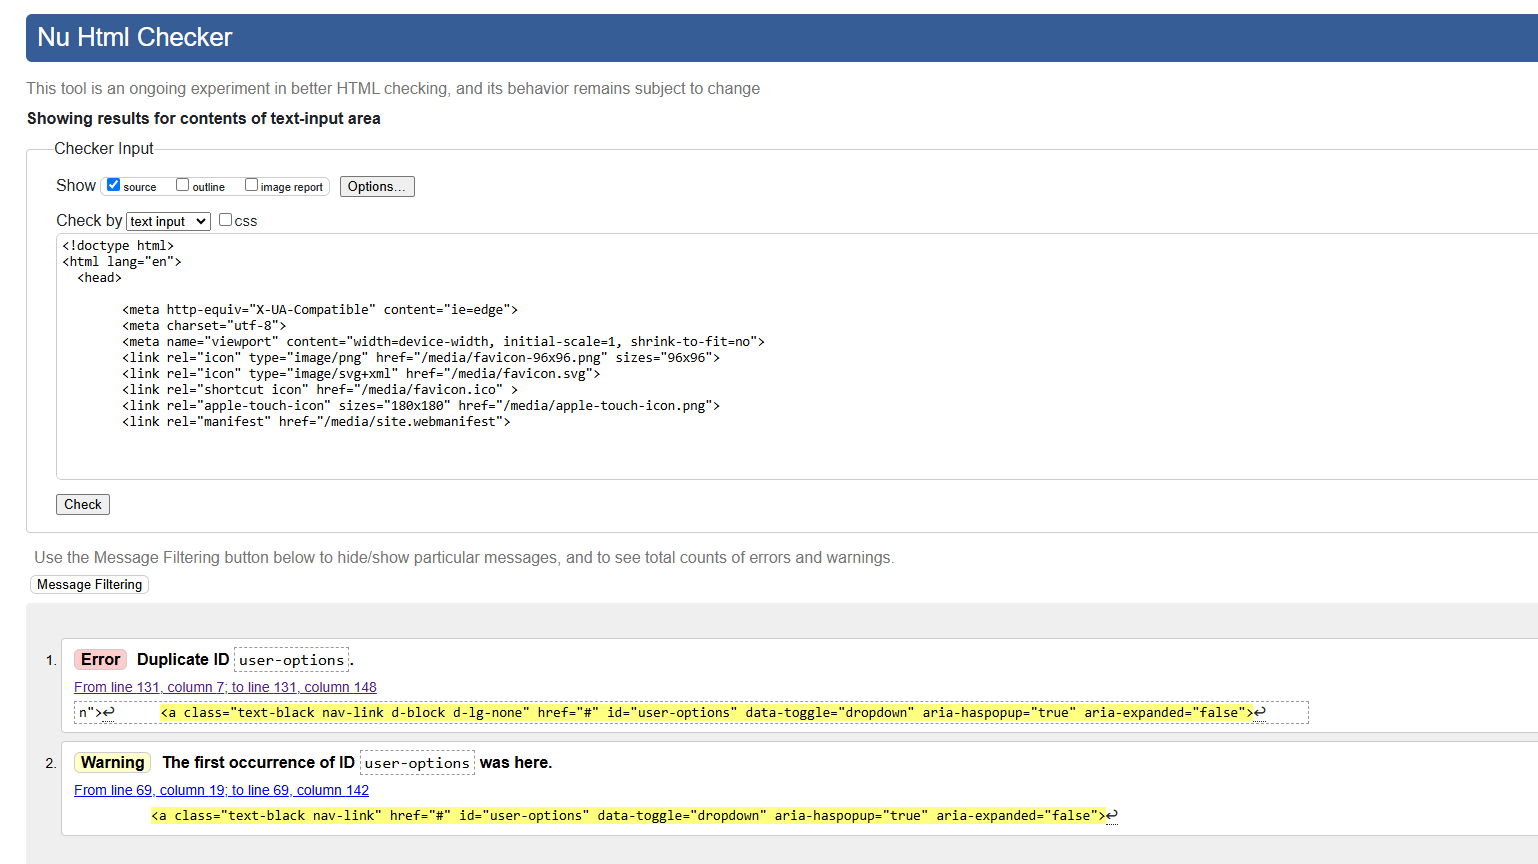 Nu Html Checker
This tool is an ongoing experiment in better HTML checking, and its behavior remains subject to change
Showing results for contents of text-input area
Checker Input
Show source outline image report Options...
Check by text input css
<!doctype html>
<html lang="en">
<head>
<meta http-equiv="X-UA-Compatible" content="ie=edge">
<meta charset="utf-8">
<meta name="viewport" content="width=device-width, initial-scale=1, shrink-to-fit=no">
<link rel="icon" type="image/png" href="/media/favicon-96x96.png" sizes="96x96">
<link rel="icon" type="image/svg+xml" href="/media/favicon.svg">
<link rel="shortcut icon" href="/media/favicon.ico" >
<link rel="apple-touch-icon" sizes="180x180" href="/media/apple-touch-icon.png">
<link rel="manifest" href="/media/site.webmanifest">
Check
Use the Message Filtering button below to hide/show particular messages, and to see total counts of errors and warnings.
Message Filtering
1. Error Duplicate ID user-options.
From line 131, column 7; to line 131, column 148
n">↩ <a class="text-black nav-link d-block d-lg-none" href="#" id="user-options" data-toggle="dropdown" aria-haspopup="true" aria-expanded="false">↩
2. Warning The first occurrence of ID user-options was here.
From line 69, column 19; to line 69, column 142
<a class="text-black nav-link" href="#" id="user-options" data-toggle="dropdown" aria-haspopup="true" aria-expanded="false">↩